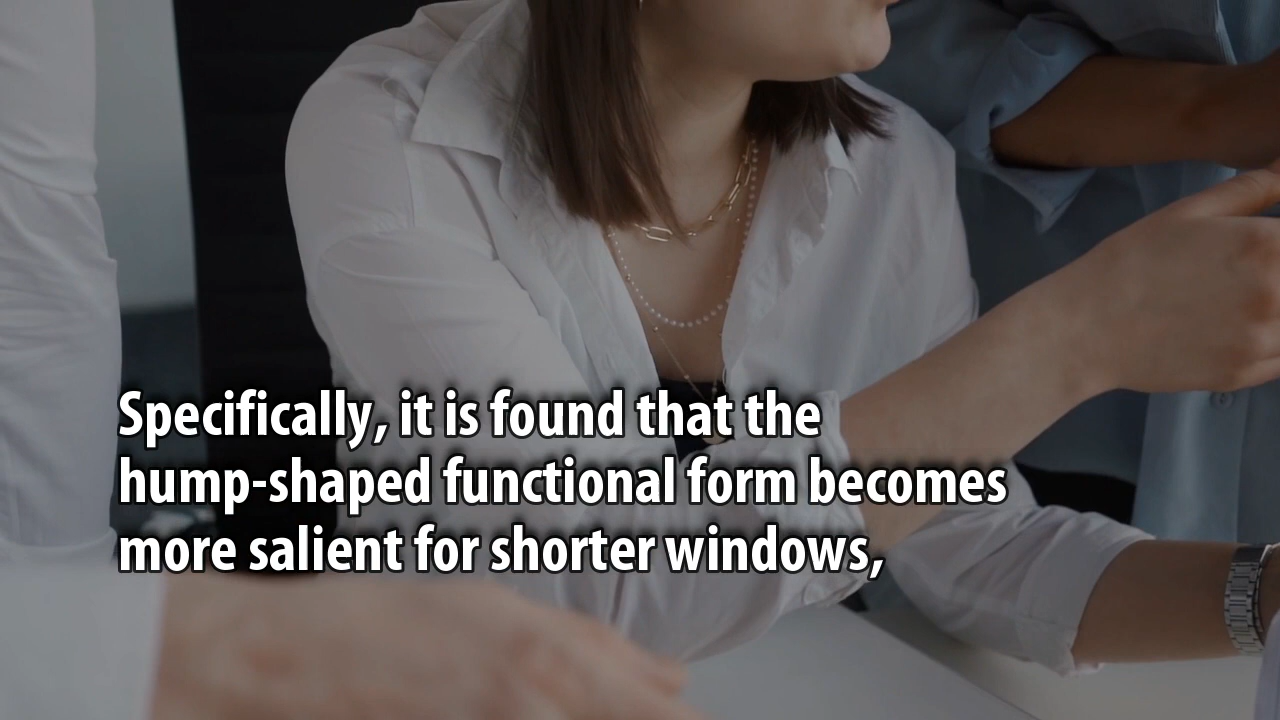 Specifically, it is found that the
hump-shaped functional form becomes
more salient for shorter windows,